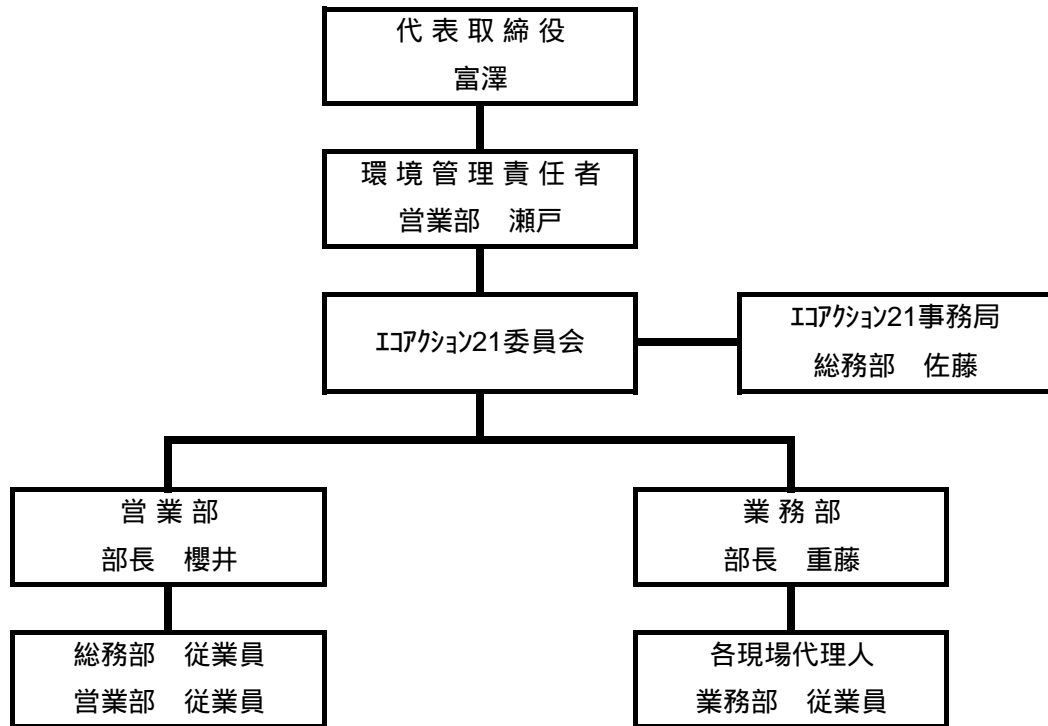 代 表 取 締 役
富澤
環 境 管 理 責 任 者
営業部　瀬戸
ｴｺｱｸｼｮﾝ21委員会
ｴｺｱｸｼｮﾝ21事務局
総務部　佐藤
営 業 部
部長　櫻井
業 務 部
部長　重藤
総務部　従業員
営業部　従業員
各現場代理人
業務部　従業員